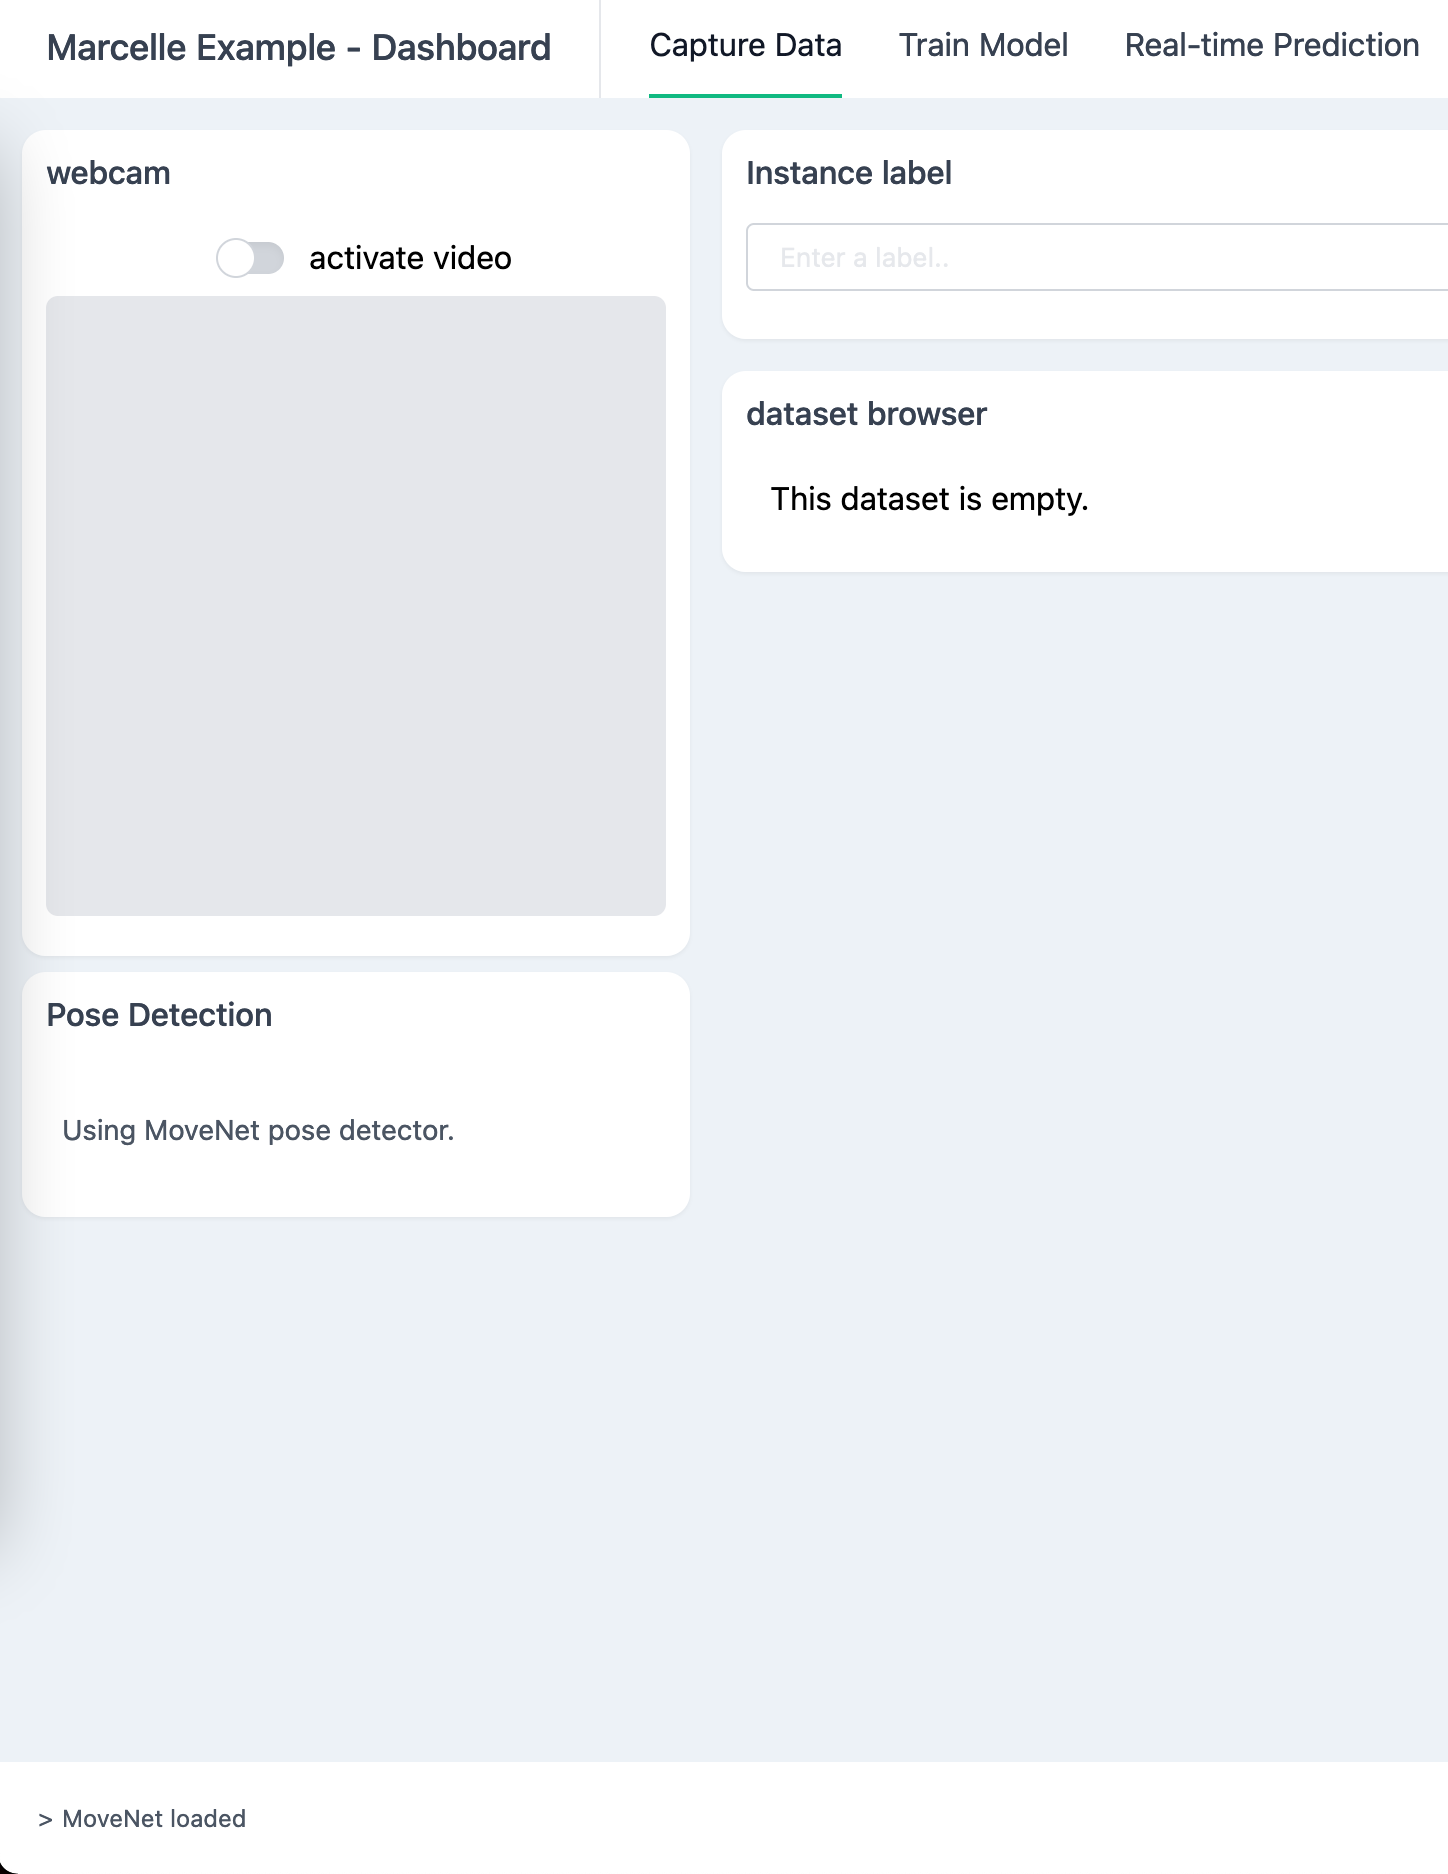 Marcelle Example - Dashboard
Capture Data
Train Model
Real-time Prediction
webcam
activate video
Instance label
Enter a label..
dataset browser
This dataset is empty.
Pose Detection
Using MoveNet pose detector.
> MoveNet loaded